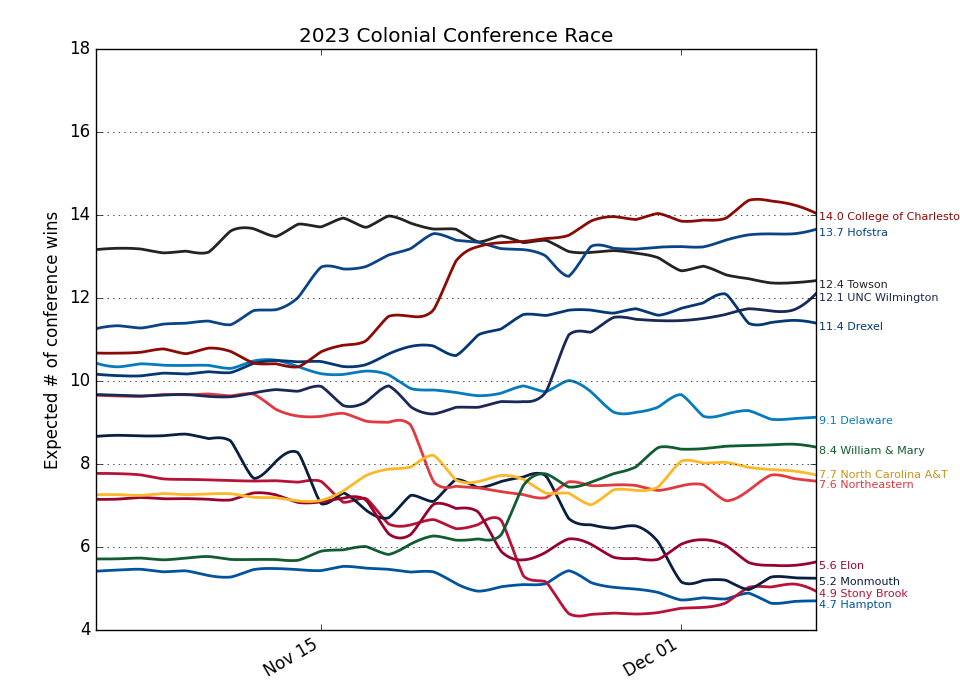 2023 Colonial Conference Race
Expected # of conference wins
18
16
14
12
10
8
6
4
Nov 15
Dec 01
14.0 College of Charlesto
13.7 Hofstra
12.4 Towson
12.1 UNC Wilmington
11.4 Drexel
9.1 Delaware
8.4 William & Mary
7.7 North Carolina A&T
7.6 Northeastern
5.6 Elon
5.2 Monmouth
4.9 Stony Brook
4.7 Hampton